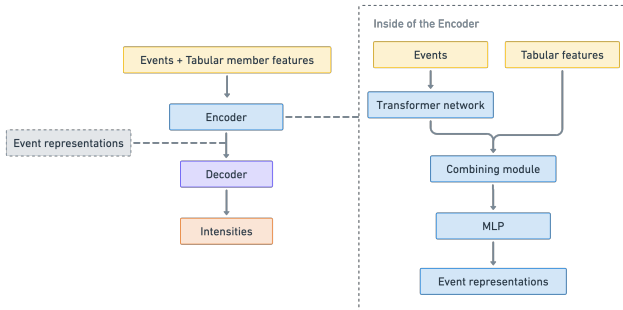 Events + Tabular member features
Encoder
Event representations
Decoder
Intensities
Inside of the Encoder
Events
Tabular features
Transformer network
Combining module
MLP
Event representations